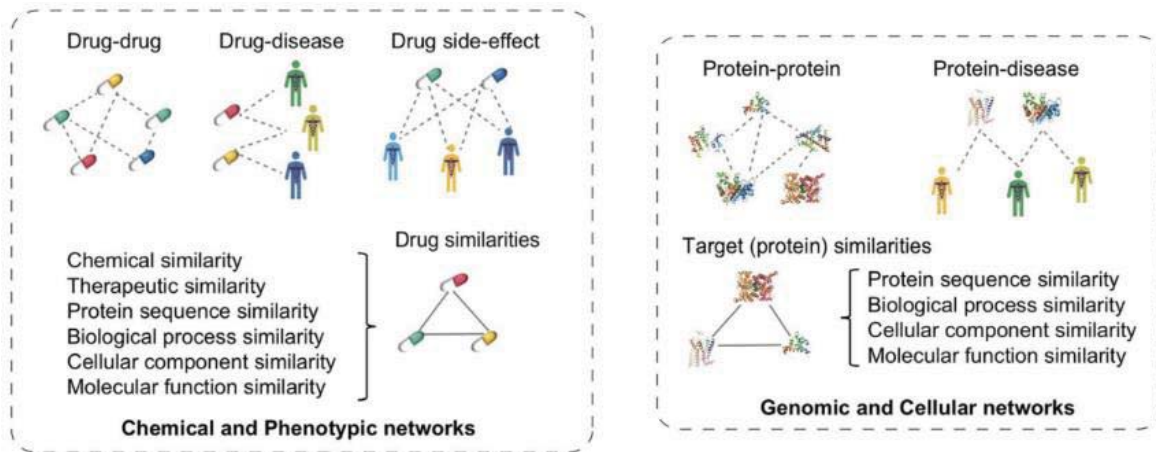 Drug-drug
Drug-disease
Drug side-effect
Drug similarities
Chemical similarity
Therapeutic similarity
Protein sequence similarity
Biological process similarity
Cellular component similarity
Molecular function similarity
Chemical and Phenotypic networks
Protein-protein
Protein-disease
Target (protein) similarities
Protein sequence similarity
Biological process similarity
Cellular component similarity
Molecular function similarity
Genomic and Cellular networks